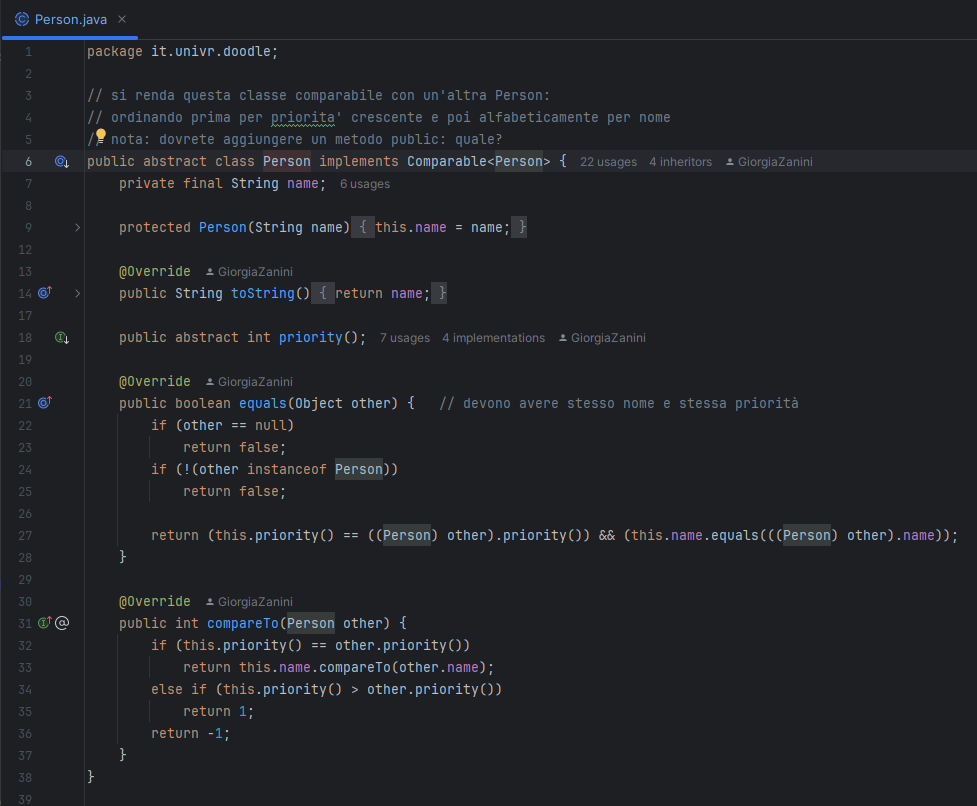 Person.java
1 package it.univr.doodle;
2
3 // si renda questa classe comparabile con un'altra Person:
4 // ordinando prima per priorita' crescente e poi alfabeticamente per nome
5 // nota: dovrete aggiungere un metodo public: quale?
6 public abstract class Person implements Comparable<Person> { 22 usages 4 inheritors GiorgiaZanini
7 private final String name; 6 usages
8
9 protected Person(String name) { this.name = name; }
12
13 @Override GiorgiaZanini
14 public String toString() { return name; }
17
18 public abstract int priority(); 7 usages 4 implementations GiorgiaZanini
19
20 @Override GiorgiaZanini
21 public boolean equals(Object other) { // devono avere stesso nome e stessa priorità
22 if (other == null)
23 return false;
24 if (!(other instanceof Person))
25 return false;
26
27 return (this.priority() == ((Person) other).priority()) && (this.name.equals(((Person) other).name));
28 }
29
30 @Override GiorgiaZanini
31 public int compareTo(Person other) {
32 if (this.priority() == other.priority())
33 return this.name.compareTo(other.name);
34 else if (this.priority() > other.priority())
35 return 1;
36 return -1;
37 }
38 }
39